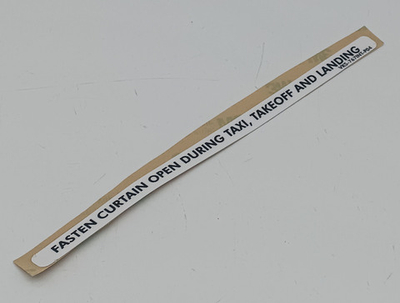 FASTEN CURTAIN OPEN DURING TAXI, TAKEOFF AND LANDING